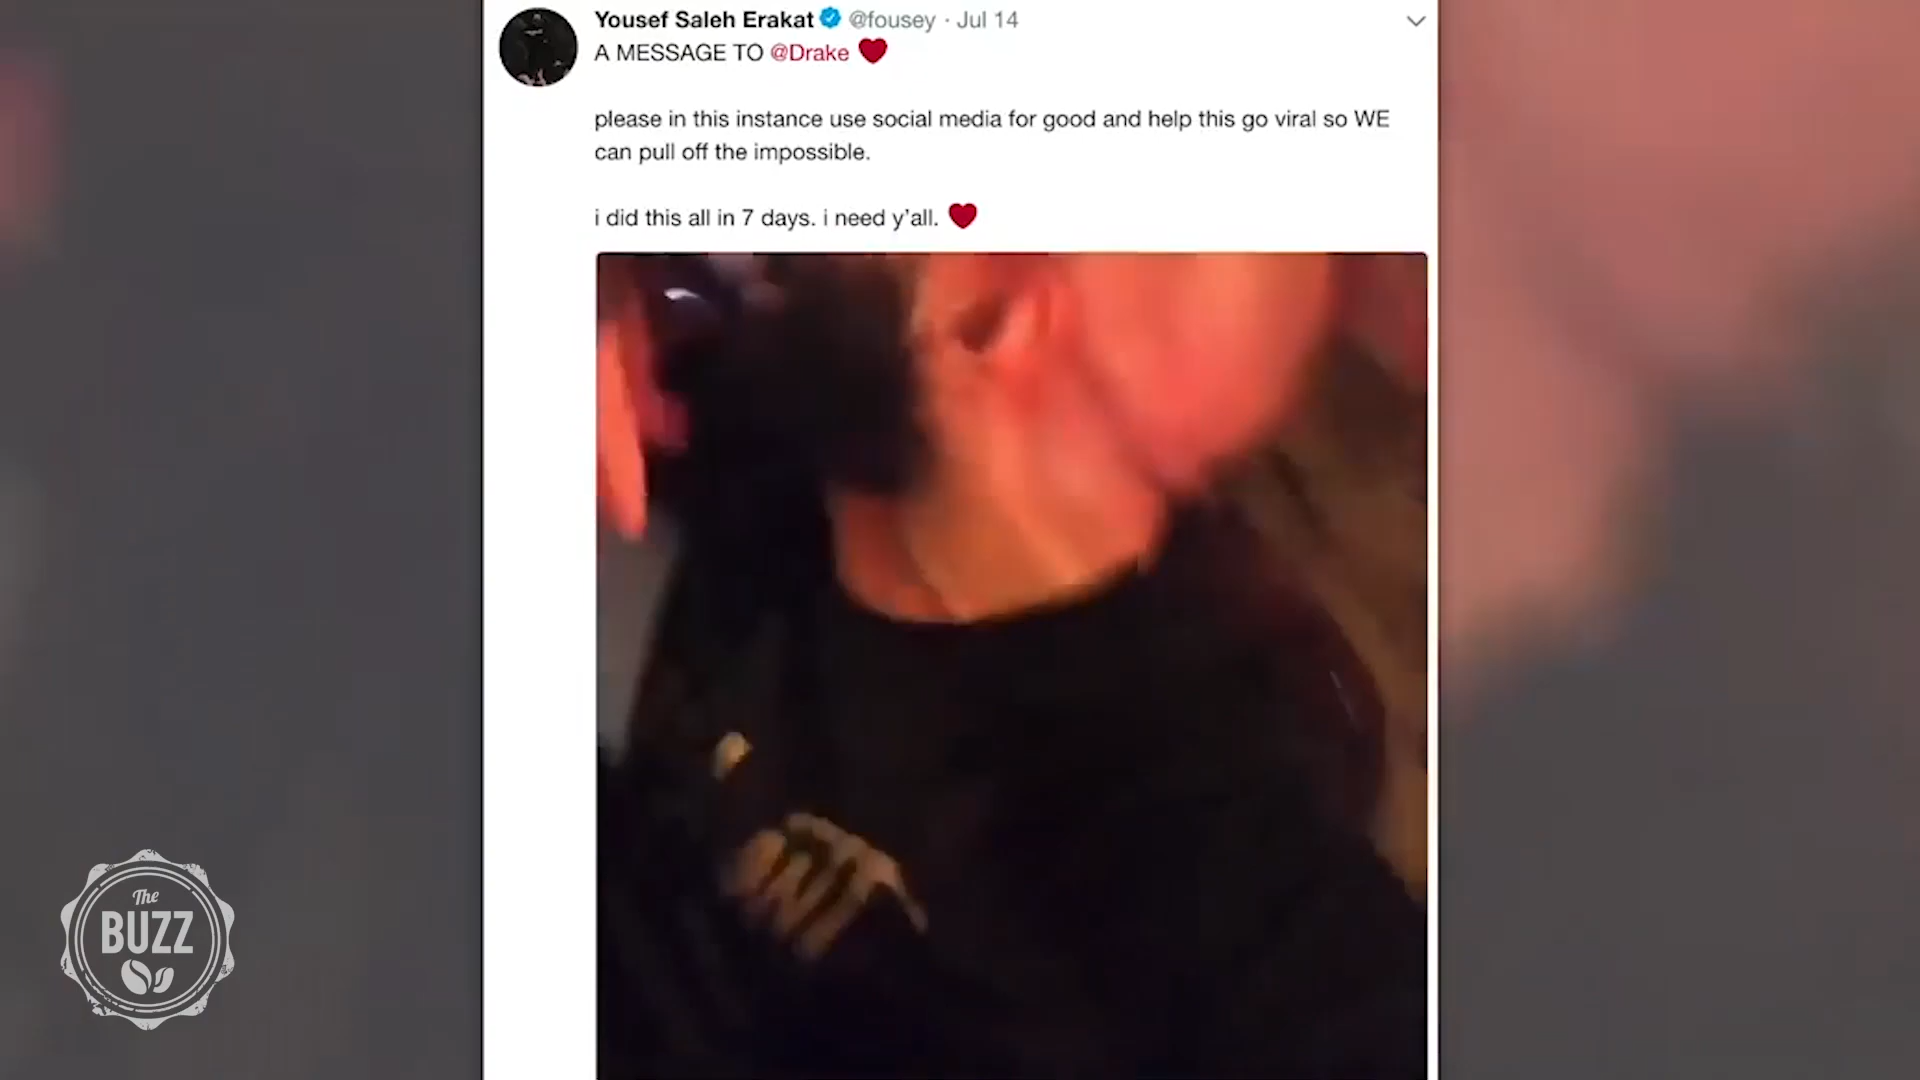 Yousef Saleh Erakat @fousey · Jul 14
A MESSAGE TO @Drake ❤
please in this instance use social media for good and help this go viral so WE
can pull off the impossible.
i did this all in 7 days. i need y’all. ❤
The
BUZZ